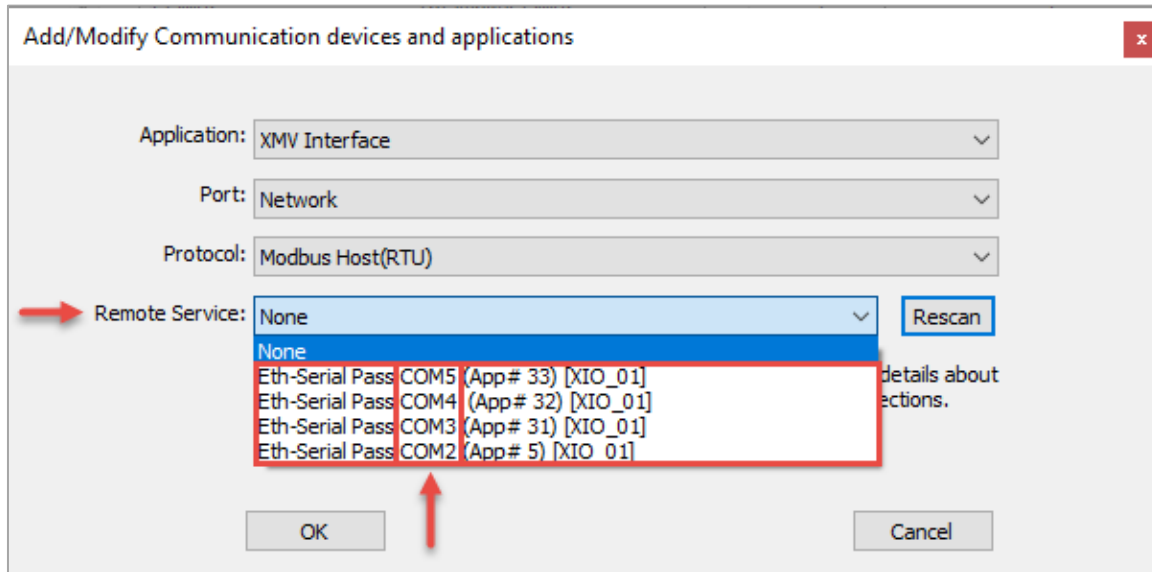 Add/Modify Communication devices and applications
x
Application: XMV Interface
Port: Network
Protocol: Modbus Host(RTU)
Remote Service: None Rescan
None
Eth-Serial Pass COM5 (App# 33) [XIO_01] details about
Eth-Serial Pass COM4 (App# 32) [XIO_01] ections.
Eth-Serial Pass COM3 (App# 31) [XIO_01]
Eth-Serial Pass COM2 (App# 5) [XIO_01]
OK Cancel